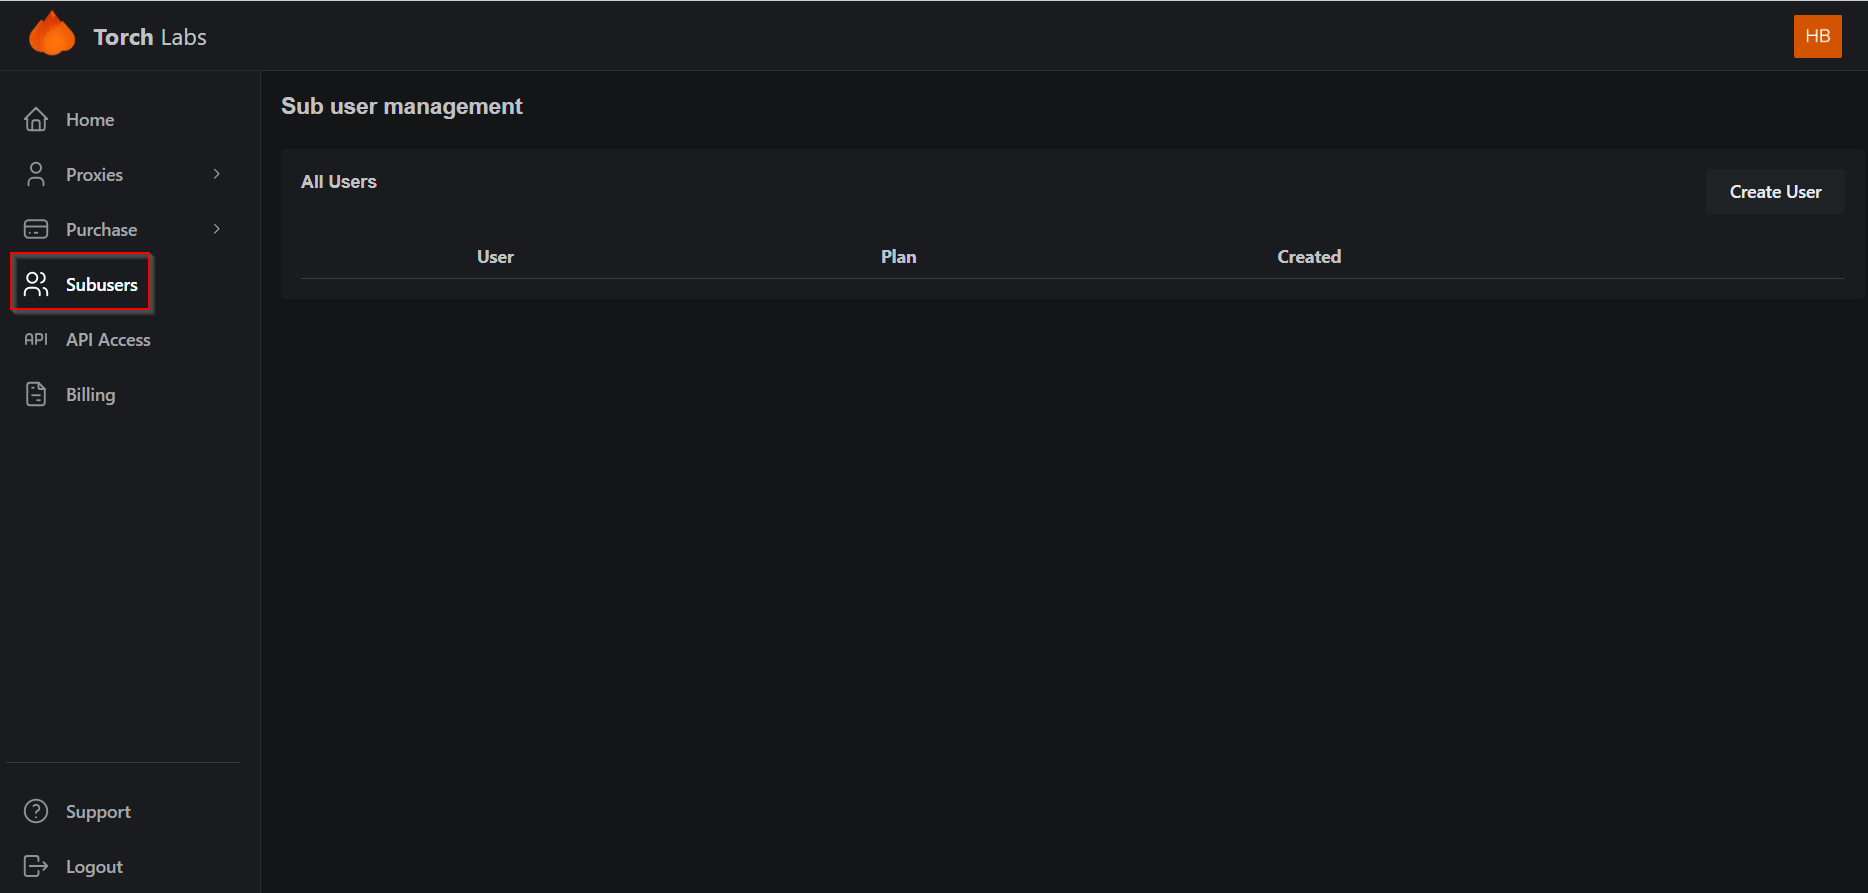 Torch Labs
HB
Home
Proxies
Purchase
Subusers
API API Access
Billing
Support
Logout
Sub user management
All Users
Create User
User Plan Created